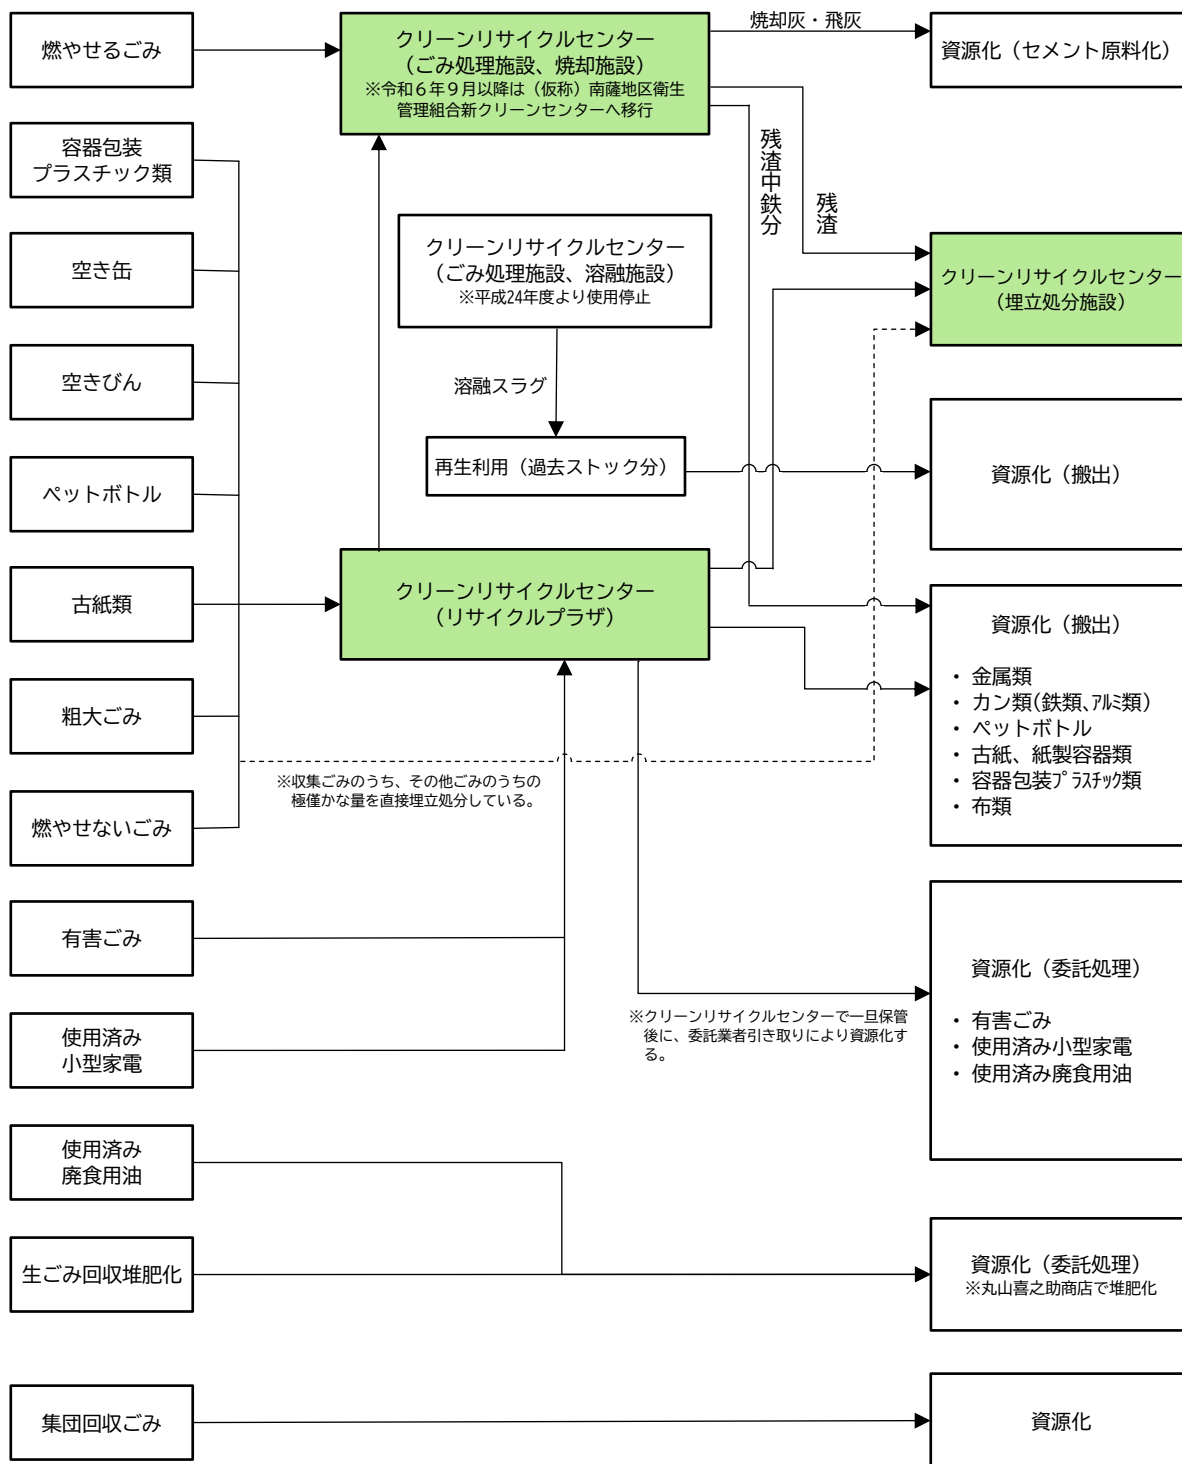 燃やせるごみ
クリーンリサイクルセンター
（ごみ処理施設、焼却施設）
※令和６年９月以降は（仮称）南薩地区衛生
管理組合新クリーンセンターへ移行
焼却灰・飛灰
資源化（セメント原料化）
容器包装
プラスチック類
残渣中鉄分
残渣
空き缶
クリーンリサイクルセンター
（ごみ処理施設、溶融施設）
※平成24年度より使用停止
クリーンリサイクルセンター
（埋立処分施設）
空きびん
溶融スラグ
ペットボトル
再生利用（過去ストック分）
資源化（搬出）
古紙類
クリーンリサイクルセンター
（リサイクルプラザ）
資源化（搬出）
・ 金属類
・ カン類(鉄類、ｱﾙﾐ類)
・ ペットボトル
・ 古紙、紙製容器類
・ 容器包装ﾌﾟﾗｽﾁｯｸ類
・ 布類
粗大ごみ
※収集ごみのうち、その他ごみのうちの
極僅かな量を直接埋立処分している。
燃やせないごみ
有害ごみ
資源化（委託処理）
・ 有害ごみ
・ 使用済み小型家電
・ 使用済み廃食用油
※クリーンリサイクルセンターで一旦保管
後に、委託業者引き取りにより資源化す
る。
使用済み
小型家電
使用済み
廃食用油
生ごみ回収堆肥化
資源化（委託処理）
※丸山喜之助商店で堆肥化
集団回収ごみ
資源化